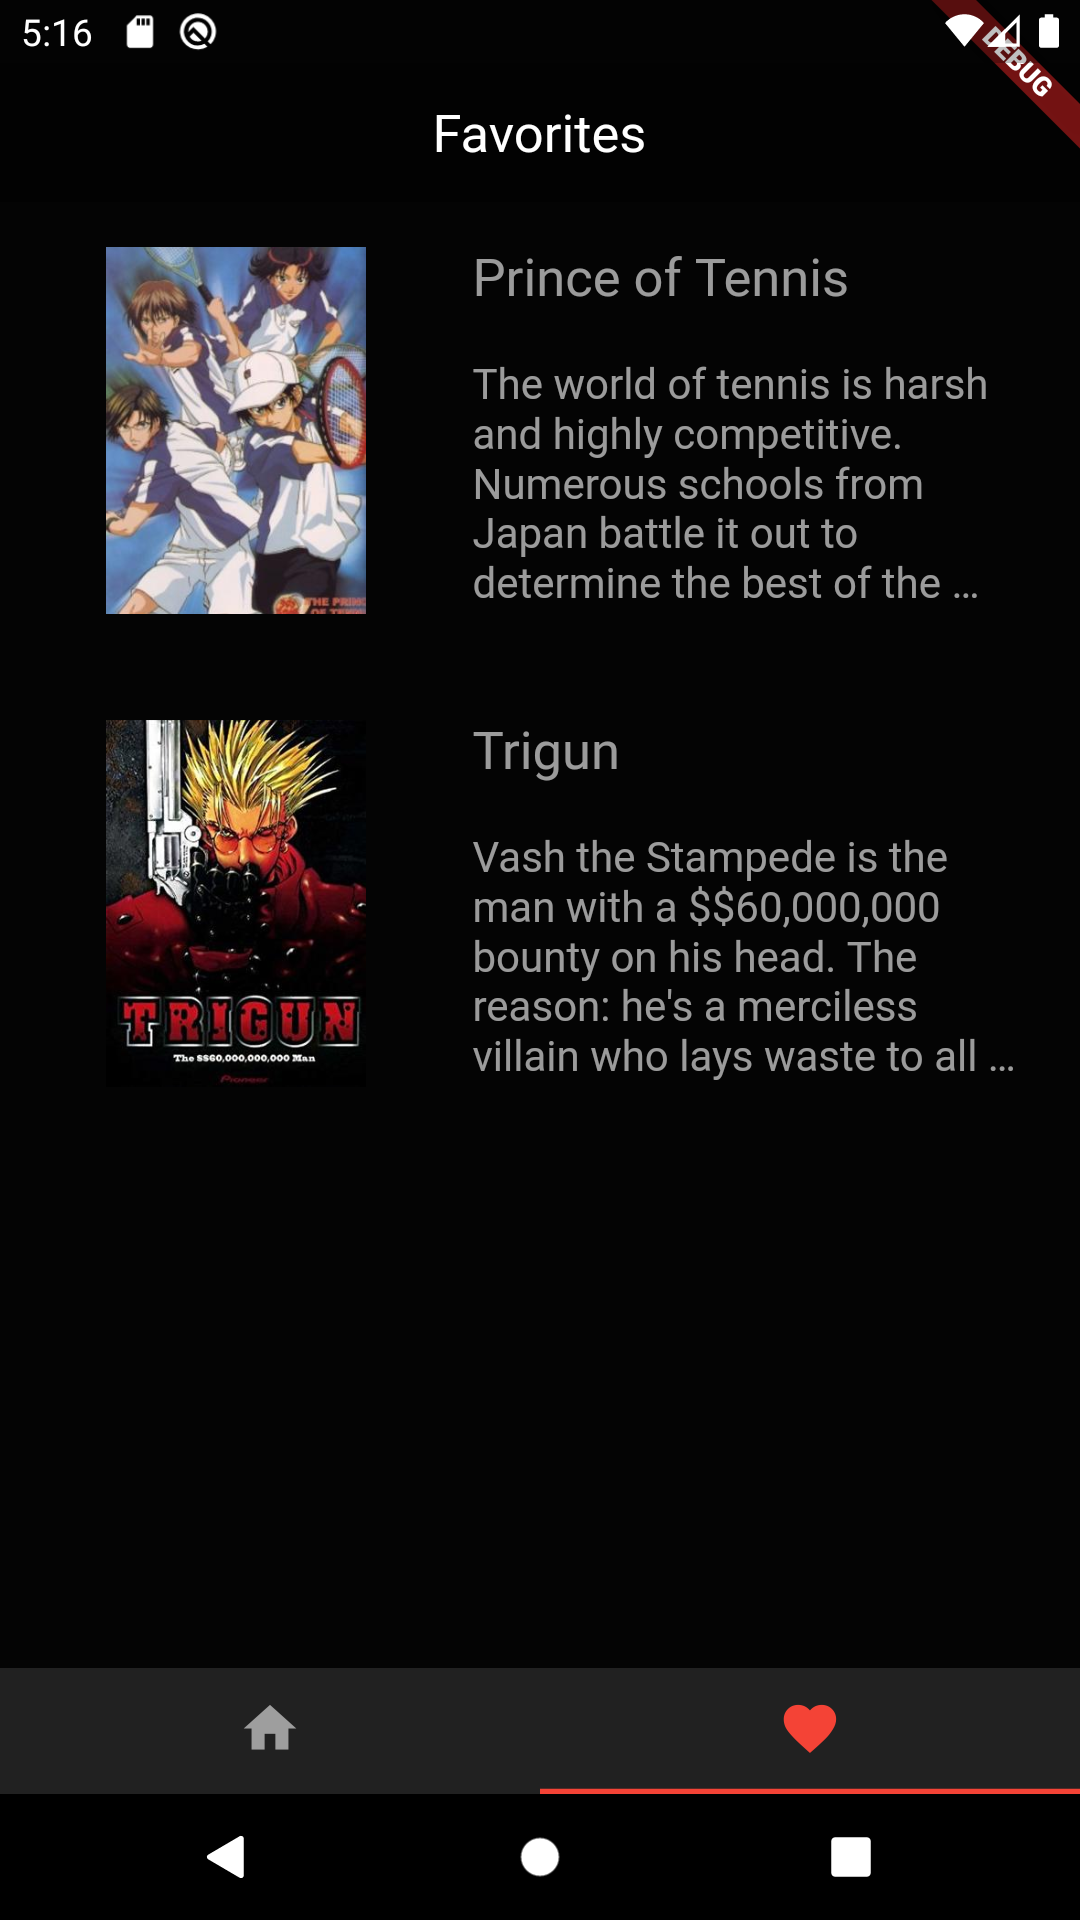 5:16
DEBUG
Favorites
Prince of Tennis
The world of tennis is harsh
and highly competitive.
Numerous schools from
Japan battle it out to
determine the best of the …
THE PRINC
OF TENNI
Trigun
Vash the Stampede is the
man with a $$60,000,000
bounty on his head. The
reason: he's a merciless
villain who lays waste to all …
TRIGUN
The $$60,000,000,000 Man
Pioneer